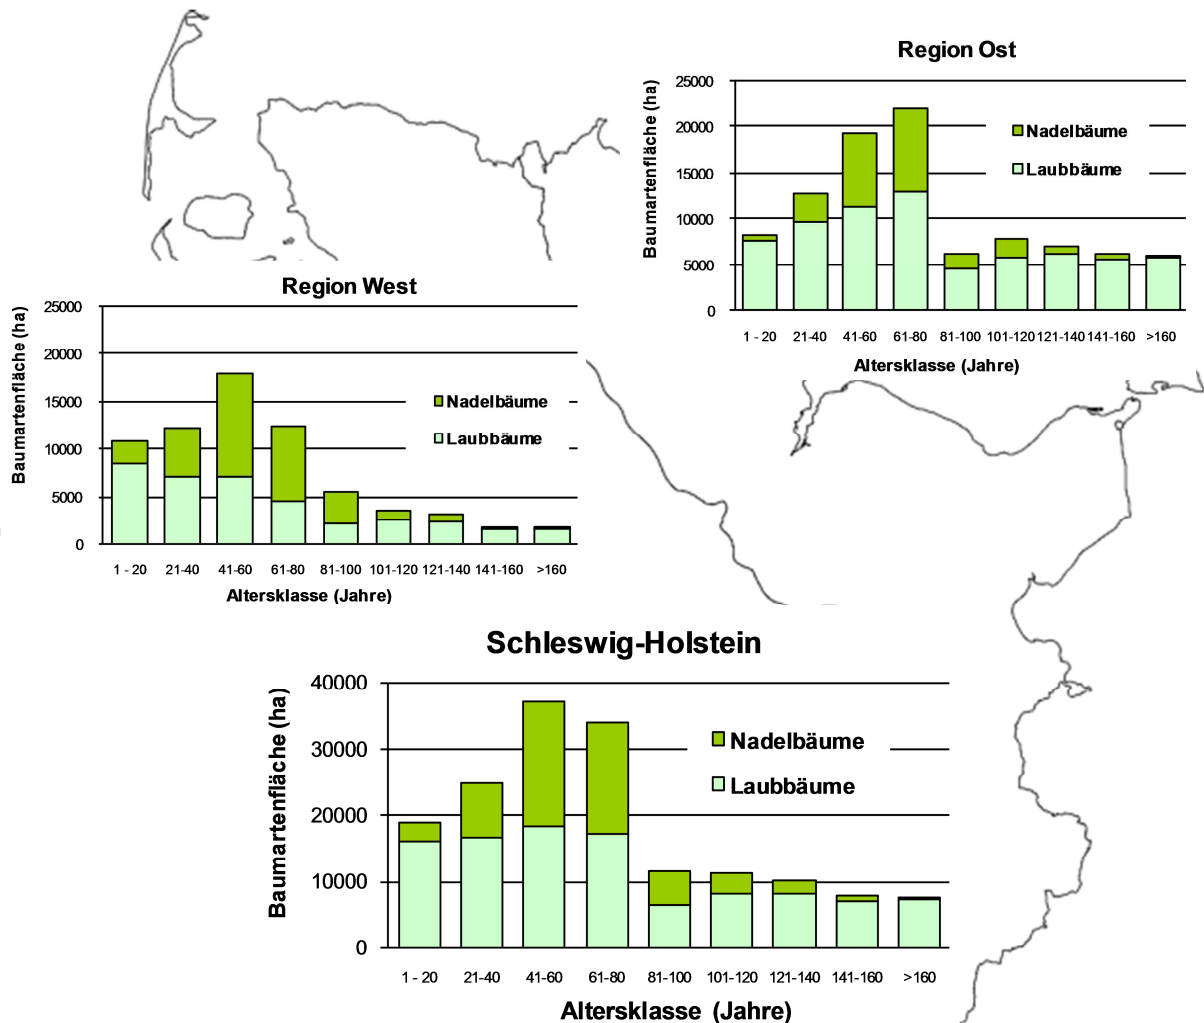 Region Ost
Baumartenfläche (ha)
25000
20000
15000
10000
5000
0
Nadelbäume
Laubbäume
1 - 20 21-40 41-60 61-80 81-100 101-120 121-140 141-160 >160
Altersklasse (Jahre)
Region West
Baumartenfläche (ha)
25000
20000
15000
10000
5000
0
Nadelbäume
Laubbäume
1 - 20 21-40 41-60 61-80 81-100 101-120 121-140 141-160 >160
Altersklasse (Jahre)
Schleswig-Holstein
Baumartenfläche (ha)
40000
30000
20000
10000
0
Nadelbäume
Laubbäume
1 - 20 21-40 41-60 61-80 81-100 101-120 121-140 141-160 >160
Altersklasse (Jahre)